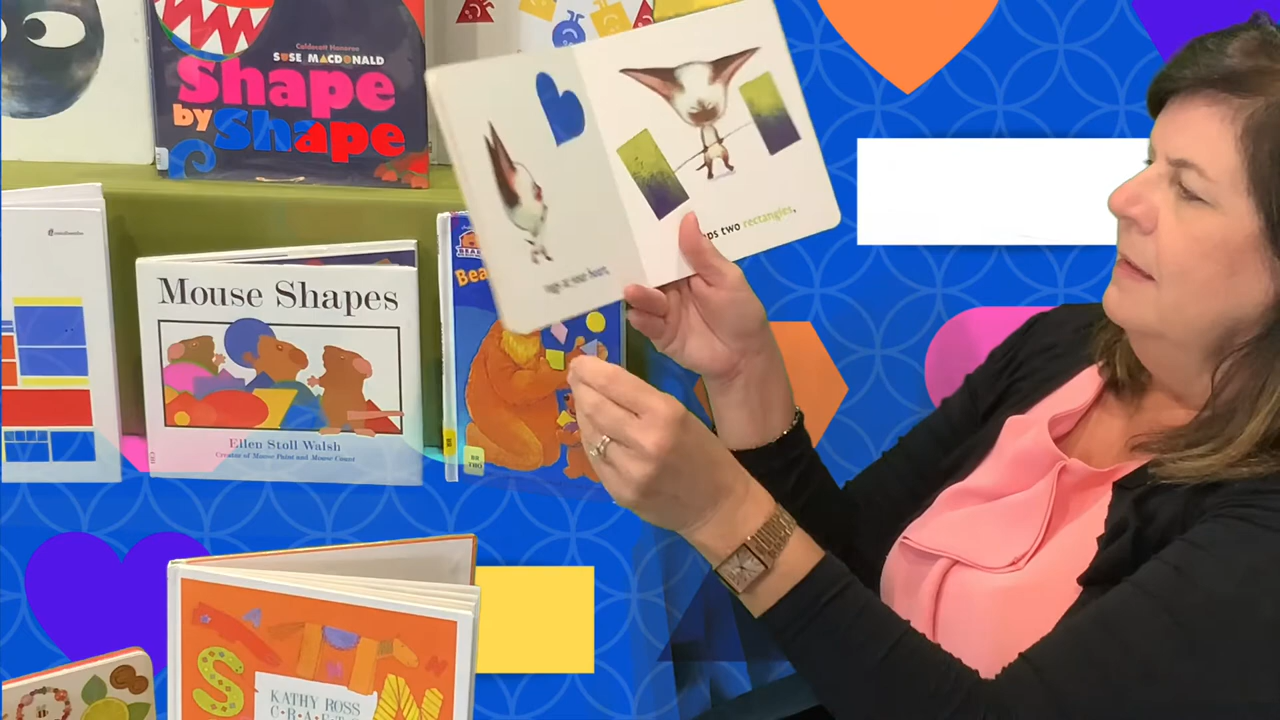 Caldecott Honoree
SUSE MACDONALD
Shape
by Shape
two rectangles,
Mouse Shapes
Ellen Stoll Walsh
Creator of Mouse Paint and Mouse Count
Bea
KATHY ROSS